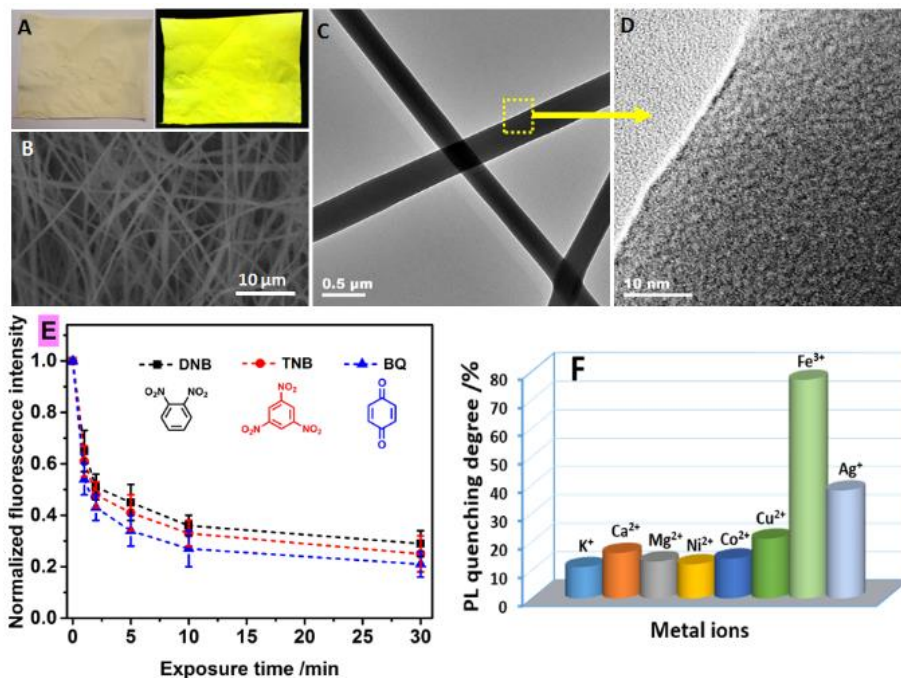 A
B
10 µm
C
0.5 µm
D
10 nm
E
Normalized fluorescence intensity
1.0
0.8
0.6
0.4
0.2
0.0
DNB
TNB
BQ
O₂N
NO₂
NO₂
O₂N
NO₂
O
O
0
5
10
15
20
25
30
Exposure time /min
F
PL quenching degree /%
80
70
60
50
40
30
20
10
0
K⁺
Ca²⁺
Mg²⁺
Ni²⁺
Co²⁺
Cu²⁺
Fe³⁺
Ag⁺
Metal ions